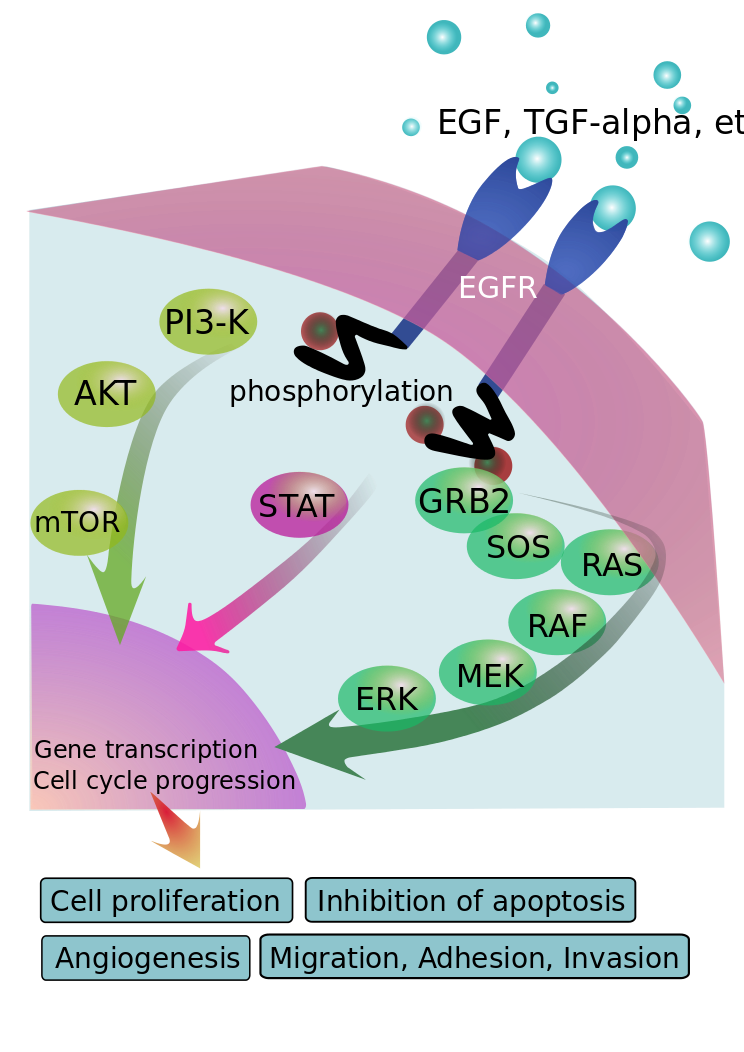 EGF, TGF-alpha, et
EGFR
PI3-K
phosphorylation
AKT
mTOR
STAT
GRB2
SOS
RAS
RAF
MEK
ERK
Gene transcription
Cell cycle progression
Cell proliferation
Inhibition of apoptosis
Angiogenesis
Migration, Adhesion, Invasion